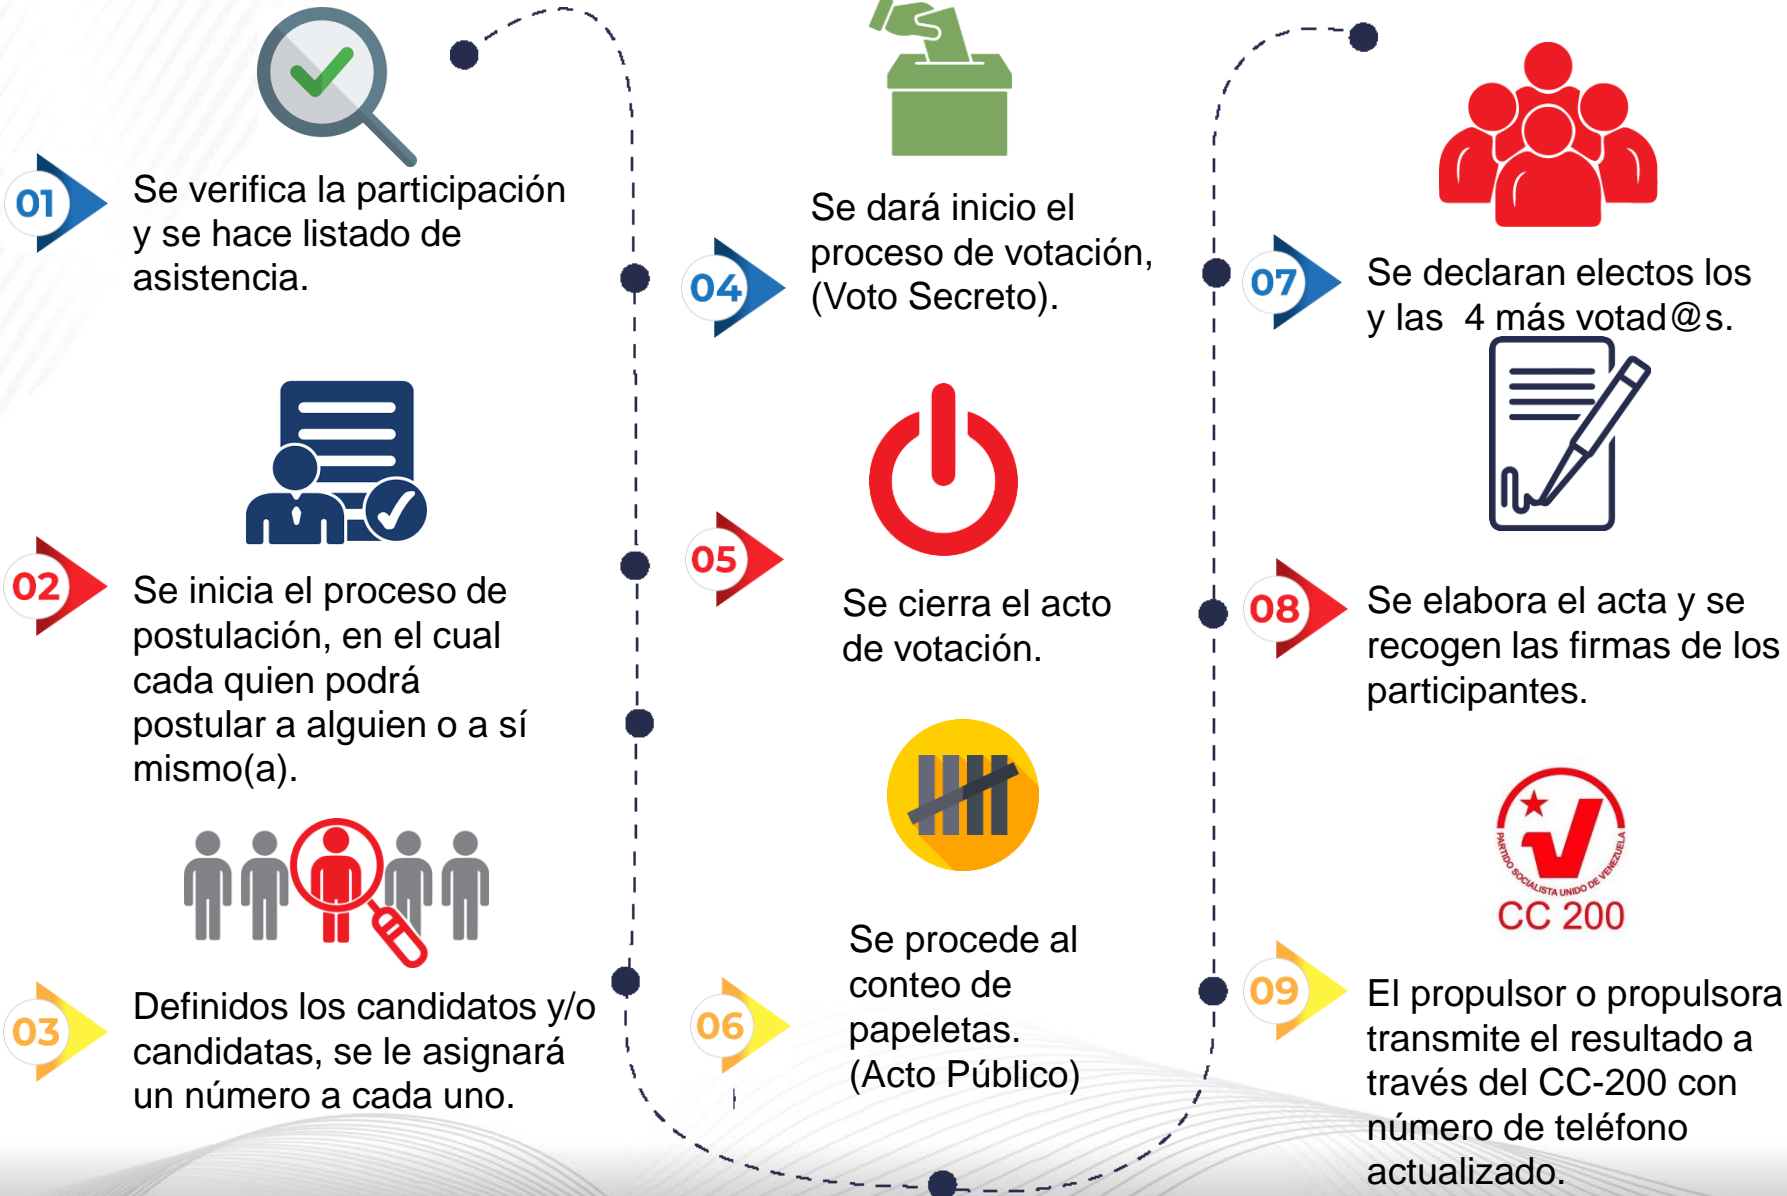 01
Se verifica la participación
y se hace listado de
asistencia.
02
Se inicia el proceso de
postulación, en el cual
cada quien podrá
postular a alguien o a sí
mismo(a).
03
Definidos los candidatos y/o
candidatas, se le asignará
un número a cada uno.
04
Se dará inicio el
proceso de votación,
(Voto Secreto).
05
Se cierra el acto
de votación.
06
Se procede al
conteo de
papeletas.
(Acto Público)
07
Se declaran electos los
y las 4 más votad@s.
08
Se elabora el acta y se
recogen las firmas de los
participantes.
PARTIDO SOCIALISTA UNIDO DE VENEZUELA
CC 200
09
El propulsor o propulsora
transmite el resultado a
través del CC-200 con
número de teléfono
actualizado.